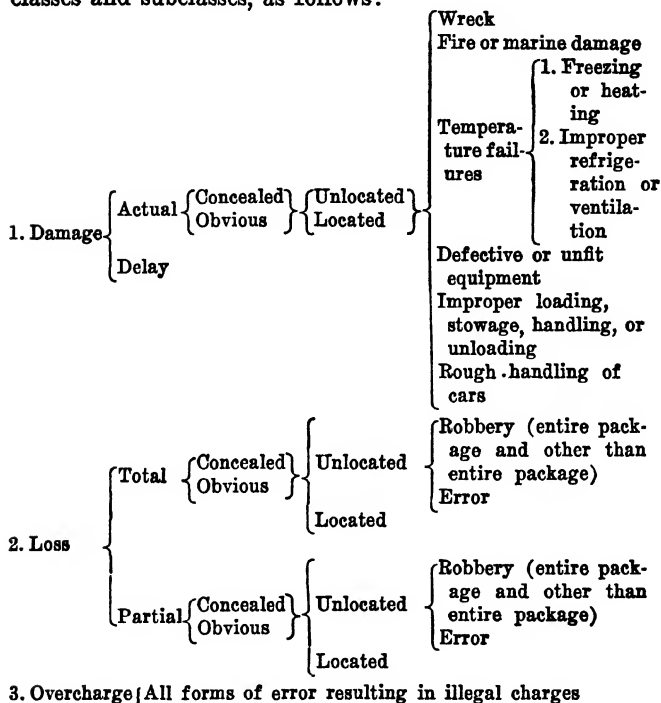 classes and subclasses, as follows:
Wreck
Fire or marine damage
1. Freezing
or heat-
ing
Tempera-
ture fail-
ures
2. Improper
refrige-
ration or
ventila-
tion
1. Damage
Actual
Concealed
Obvious
Unlocated
Located
Delay
Defective or unfit
equipment
Improper loading,
stowage, handling, or
unloading
Rough handling of
cars
2. Loss
Total
Concealed
Obvious
Unlocated
Robbery (entire pack-
age and other than
entire package)
Error
Located
Partial
Concealed
Obvious
Unlocated
Robbery (entire pack-
age and other than
entire package)
Error
Located
3. Overcharge { All forms of error resulting in illegal charges